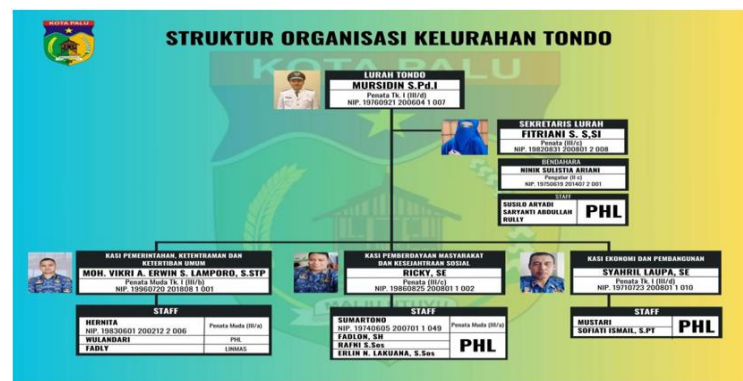 KOTA PALU
STRUKTUR ORGANISASI KELURAHAN TONDO
KOTA PALU
LURAH TONDO
MURSIDIN S.Pd.I
Penata Tk. I (III/d)
NIP. 19760921 200604 1 007
SEKRETARIS LURAH
FITRIANI S. S,SI
Penata (III/c)
NIP. 19820831 200801 2 008
BENDAHARA
NINIK SULISTIA ARIANI
Pengatur (II c)
NIP. 19750619 201407 2 001
STAFF
SUSILO ARYADI
SARYANTI ABDULLAH
RULLY
PHL
KASI PEMERINTAHAN, KETENTRAMAN DAN
KETERTIBAN UMUM
MOH. VIKRI A. ERWIN S. LAMPORO, S.STP
Penata Muda Tk. I (III/b)
NIP. 19960720 201808 1 001
STAFF
HERNITA
NIP. 19830601 200212 2 006
Penata Muda (III/a)
WULANDARI
PHL
FADLY
LINMAS
KASI PEMBERDAYAAN MASYARAKAT
DAN KESEJAHTRAAN SOSIAL
RICKY, SE
Penata (III/c)
NIP. 19860825 200801 1 002
STAFF
SUMARTONO
NIP. 19740605 200701 1 049
Penata Muda (III/a)
FADLON, SH
RAFNI S.Sos
ERLIN N. LAKUANA, S.Sos
PHL
KASI EKONOMI DAN PEMBANGUNAN
SYAHRIL LAUPA, SE
Penata Tk. I (III/d)
NIP. 19710723 200801 1 010
STAFF
MUSTARI
SOFIATI ISMAIL, S.PT
PHL